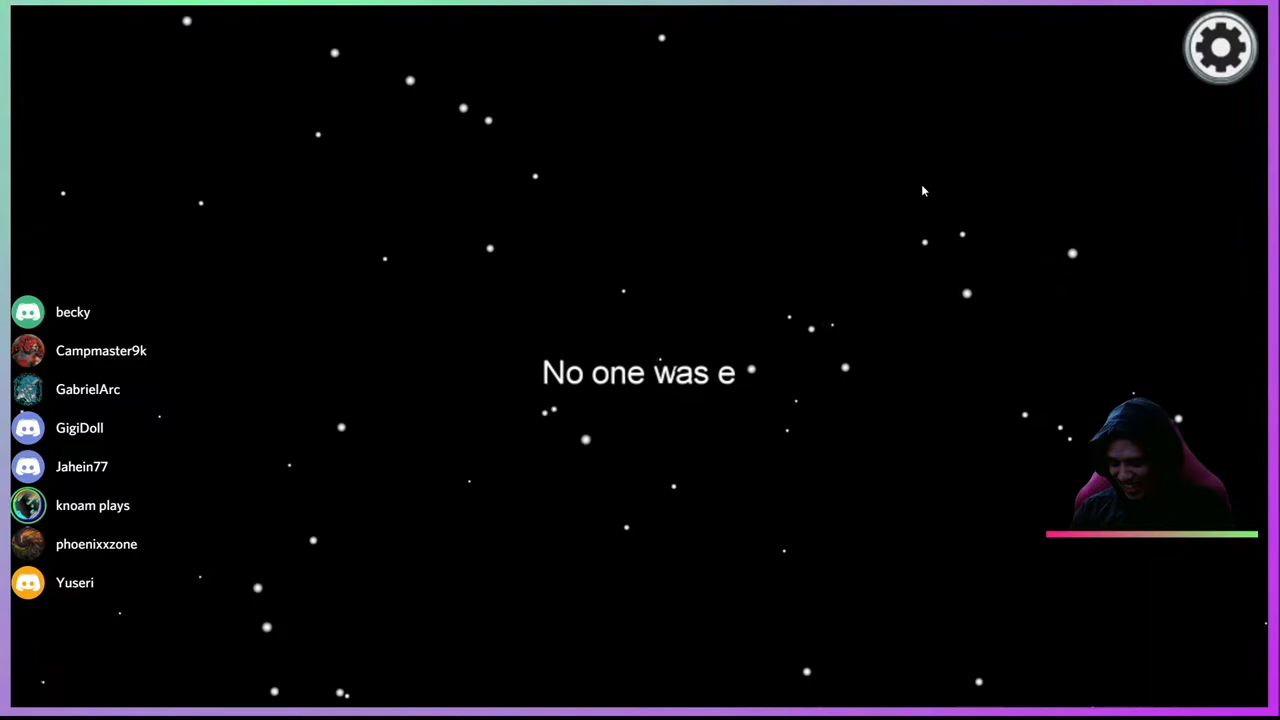 becky
Campmaster9k
No one was e
GabrielArc
GigiDoll
Jahein77
knoam plays
phoenixxzone
Yuseri